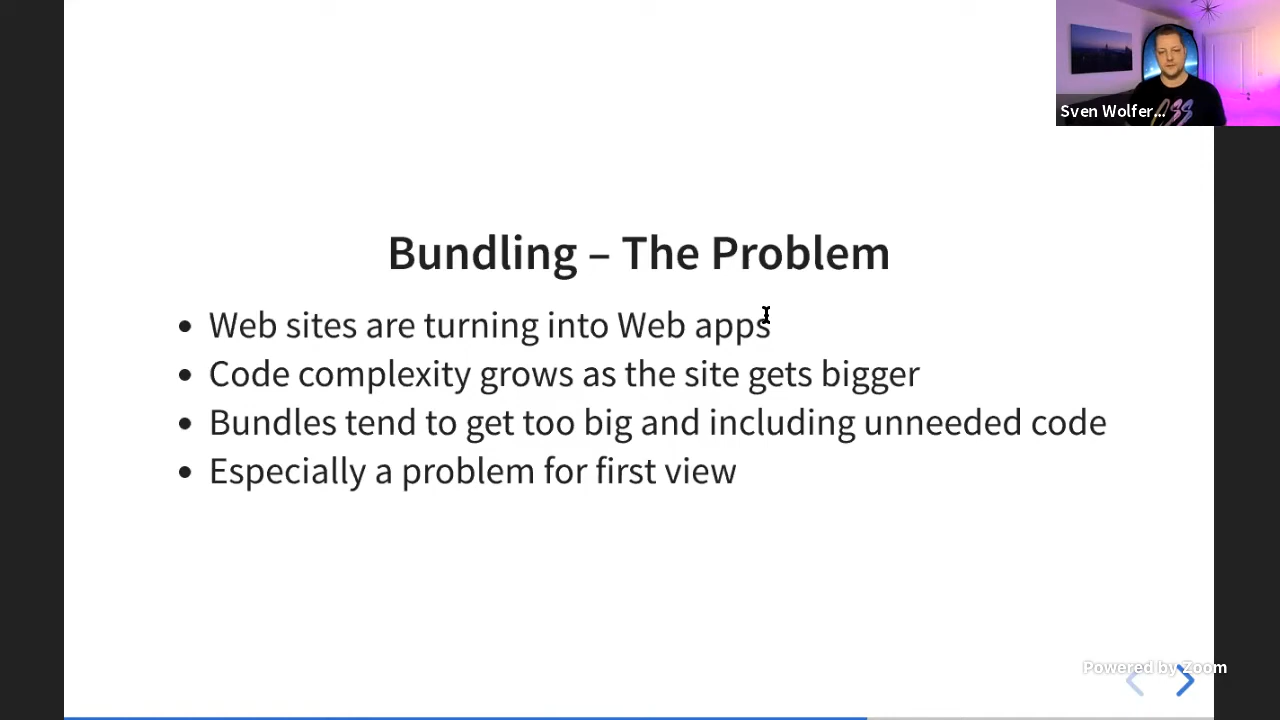 Sven Wolfer...
Bundling – The Problem
• Web sites are turning into Web apps
• Code complexity grows as the site gets bigger
• Bundles tend to get too big and including unneeded code
• Especially a problem for first view
Powered by Zoom